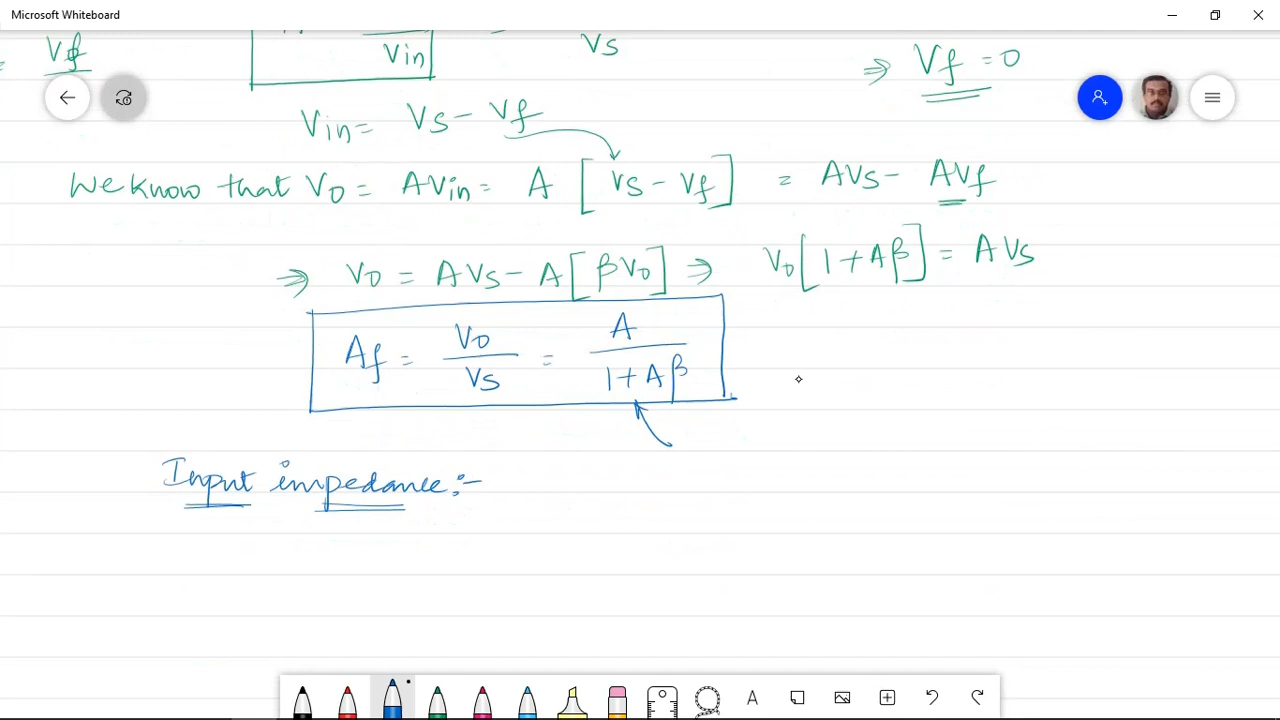 Microsoft Whiteboard
Vf
Vin
Vs
⇒ Vf = 0
Vin = Vs - Vf
We know that Vo = AVin = A [Vs - Vf] = AVs - AVf
⇒ Vo = AVs - A[βVo] ⇒ Vo[1+Aβ] = AVs
Af = Vo/Vs = A/(1+Aβ)
Input impedance:-
A